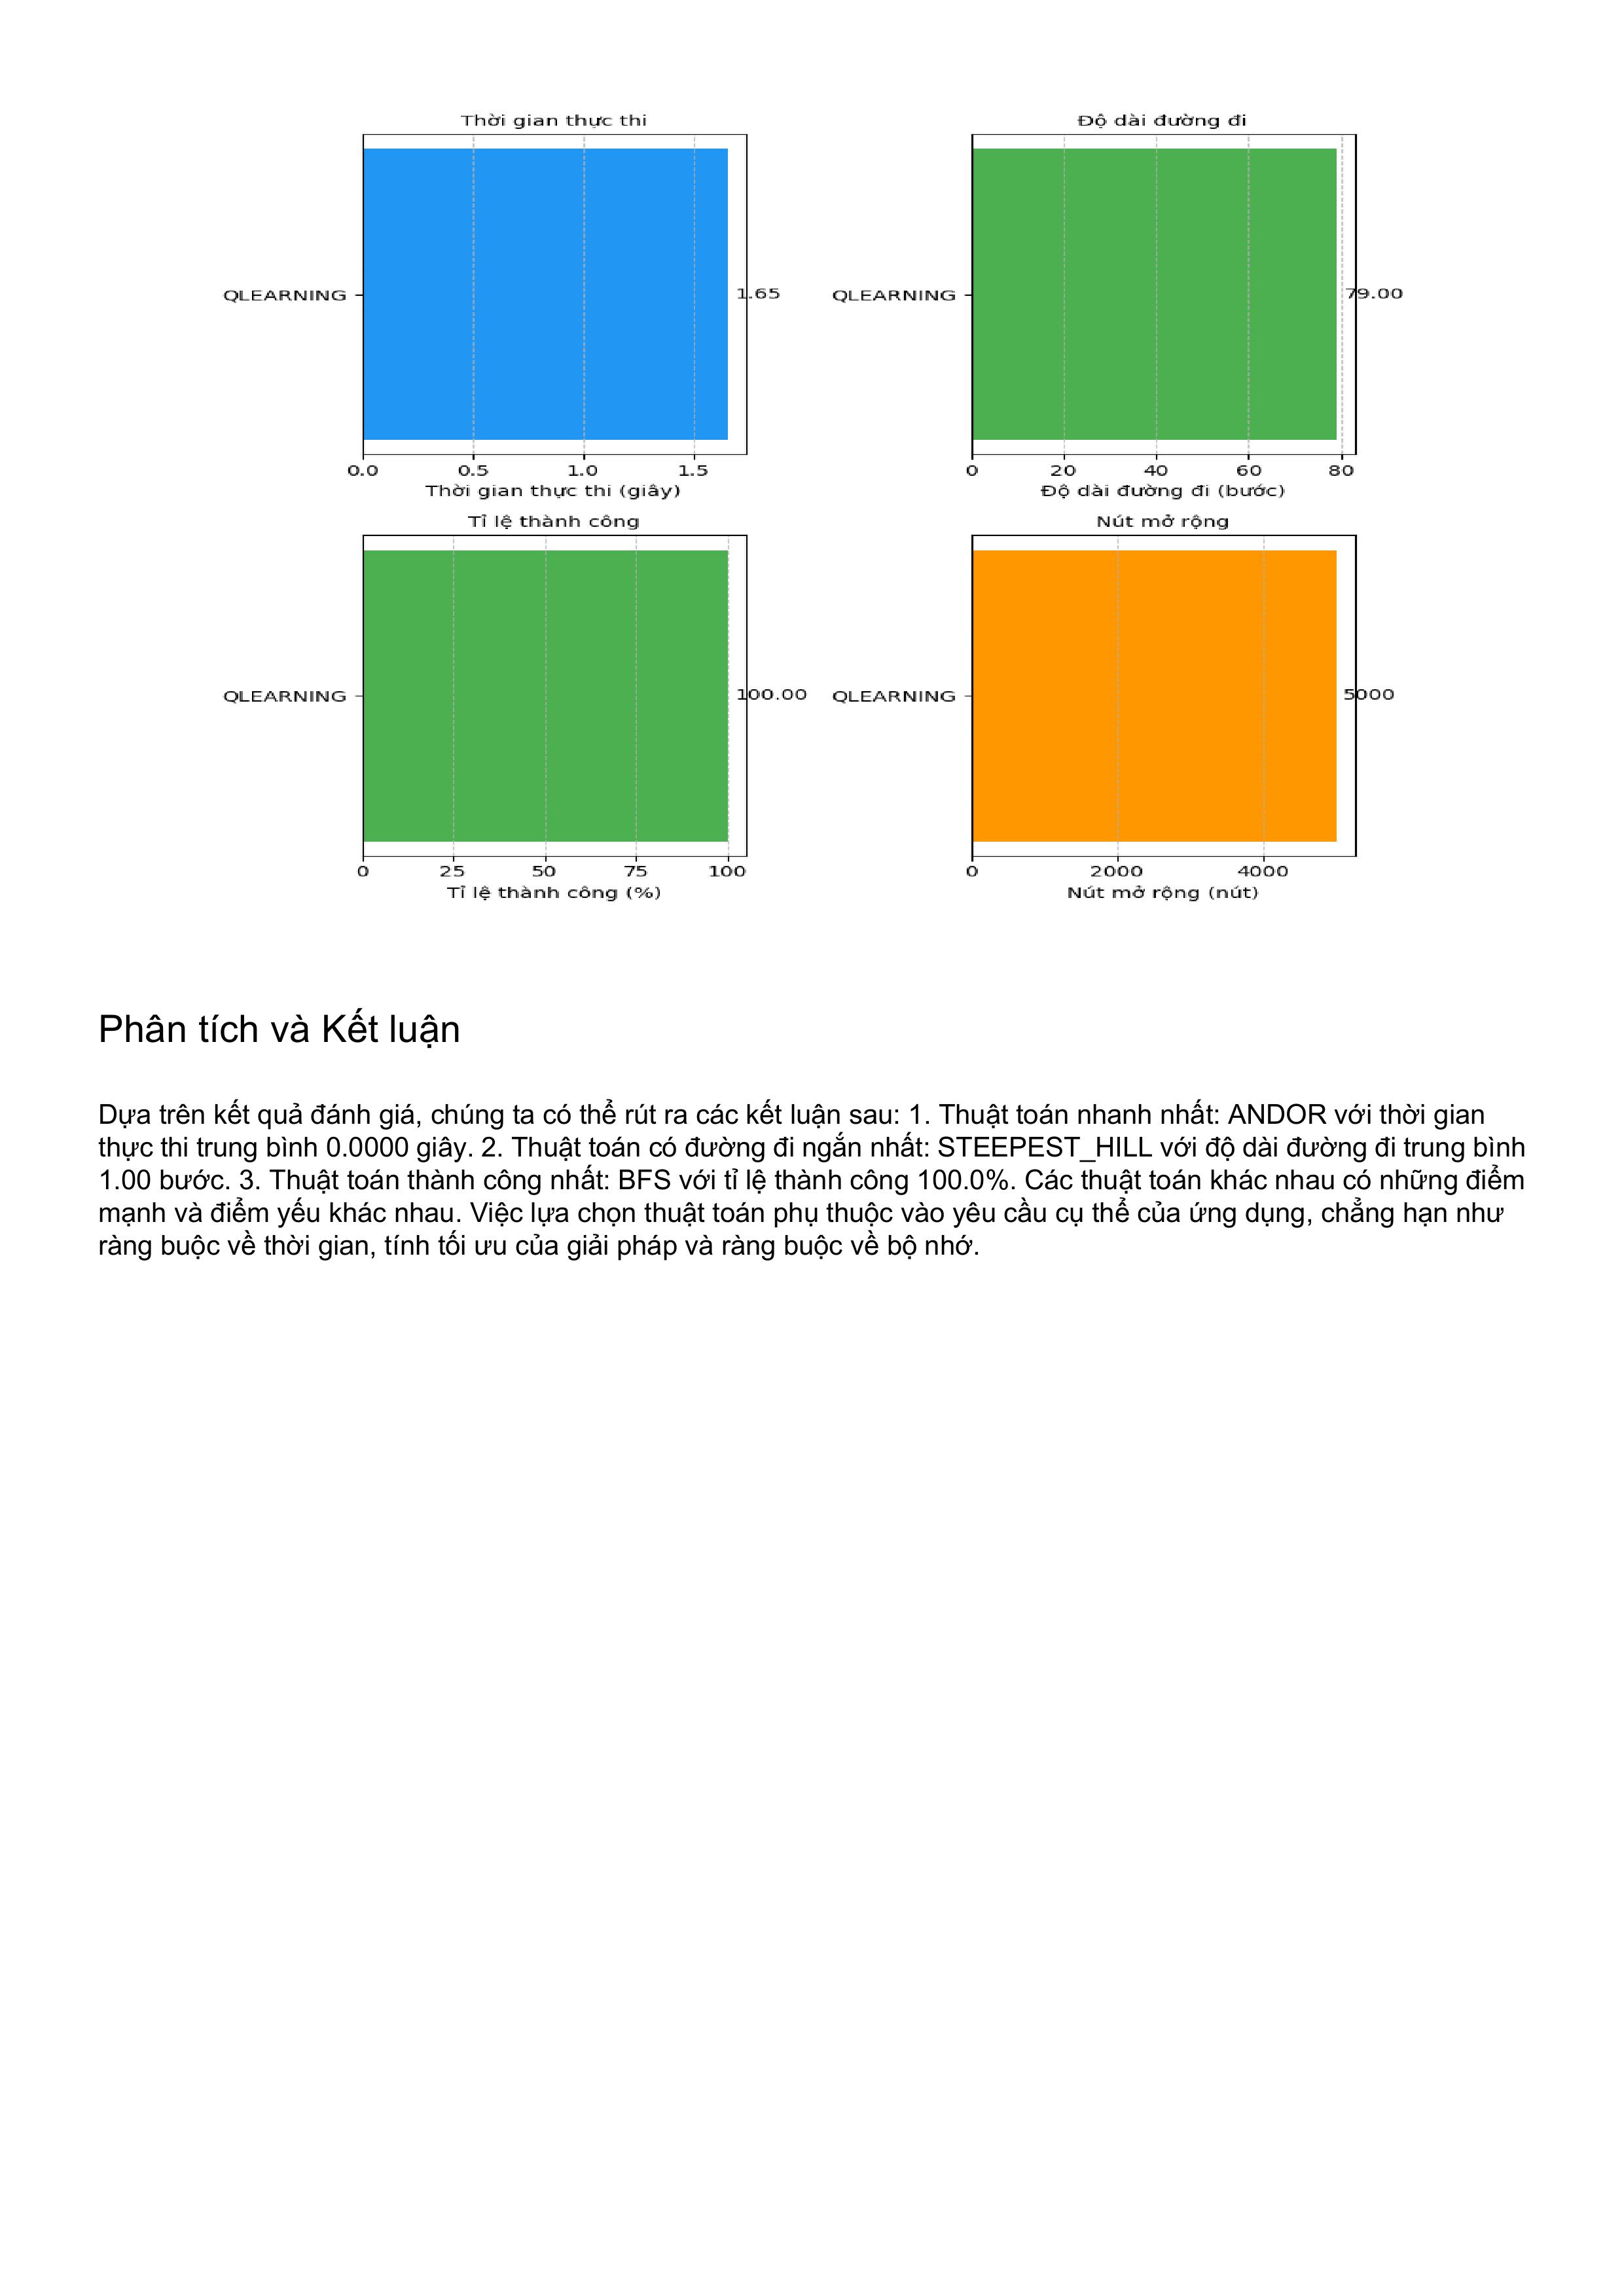 Thời gian thực thi
QLEARNING
1.65
0.0 0.5 1.0 1.5
Thời gian thực thi (giây)
Độ dài đường đi
QLEARNING
79.00
0 20 40 60 80
Độ dài đường đi (bước)
Tỉ lệ thành công
QLEARNING
100.00
0 25 50 75 100
Tỉ lệ thành công (%)
Nút mở rộng
QLEARNING
5000
0 2000 4000
Nút mở rộng (nút)
Phân tích và Kết luận
Dựa trên kết quả đánh giá, chúng ta có thể rút ra các kết luận sau: 1. Thuật toán nhanh nhất: ANDOR với thời gian
thực thi trung bình 0.0000 giây. 2. Thuật toán có đường đi ngắn nhất: STEEPEST_HILL với độ dài đường đi trung bình
1.00 bước. 3. Thuật toán thành công nhất: BFS với tỉ lệ thành công 100.0%. Các thuật toán khác nhau có những điểm
mạnh và điểm yếu khác nhau. Việc lựa chọn thuật toán phụ thuộc vào yêu cầu cụ thể của ứng dụng, chẳng hạn như
ràng buộc về thời gian, tính tối ưu của giải pháp và ràng buộc về bộ nhớ.